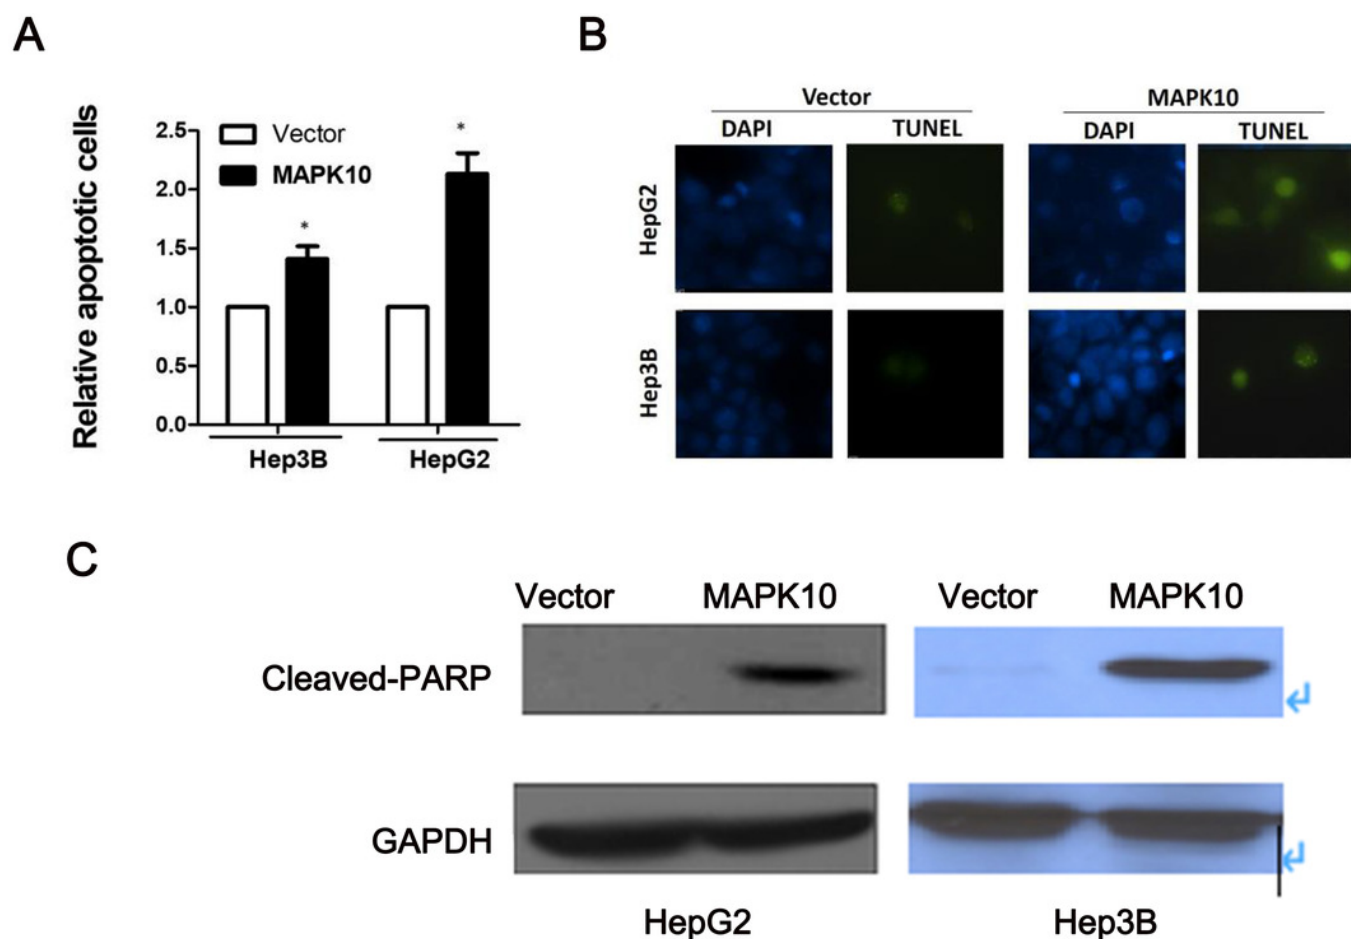 A
Relative apoptotic cells
2.5
2.0
1.5
1.0
0.5
0.0
Vector
MAPK10
*
*
Hep3B HepG2
B
Vector MAPK10
DAPI TUNEL DAPI TUNEL
HepG2
Hep3B
C
Vector MAPK10 Vector MAPK10
Cleaved-PARP
GAPDH
HepG2 Hep3B